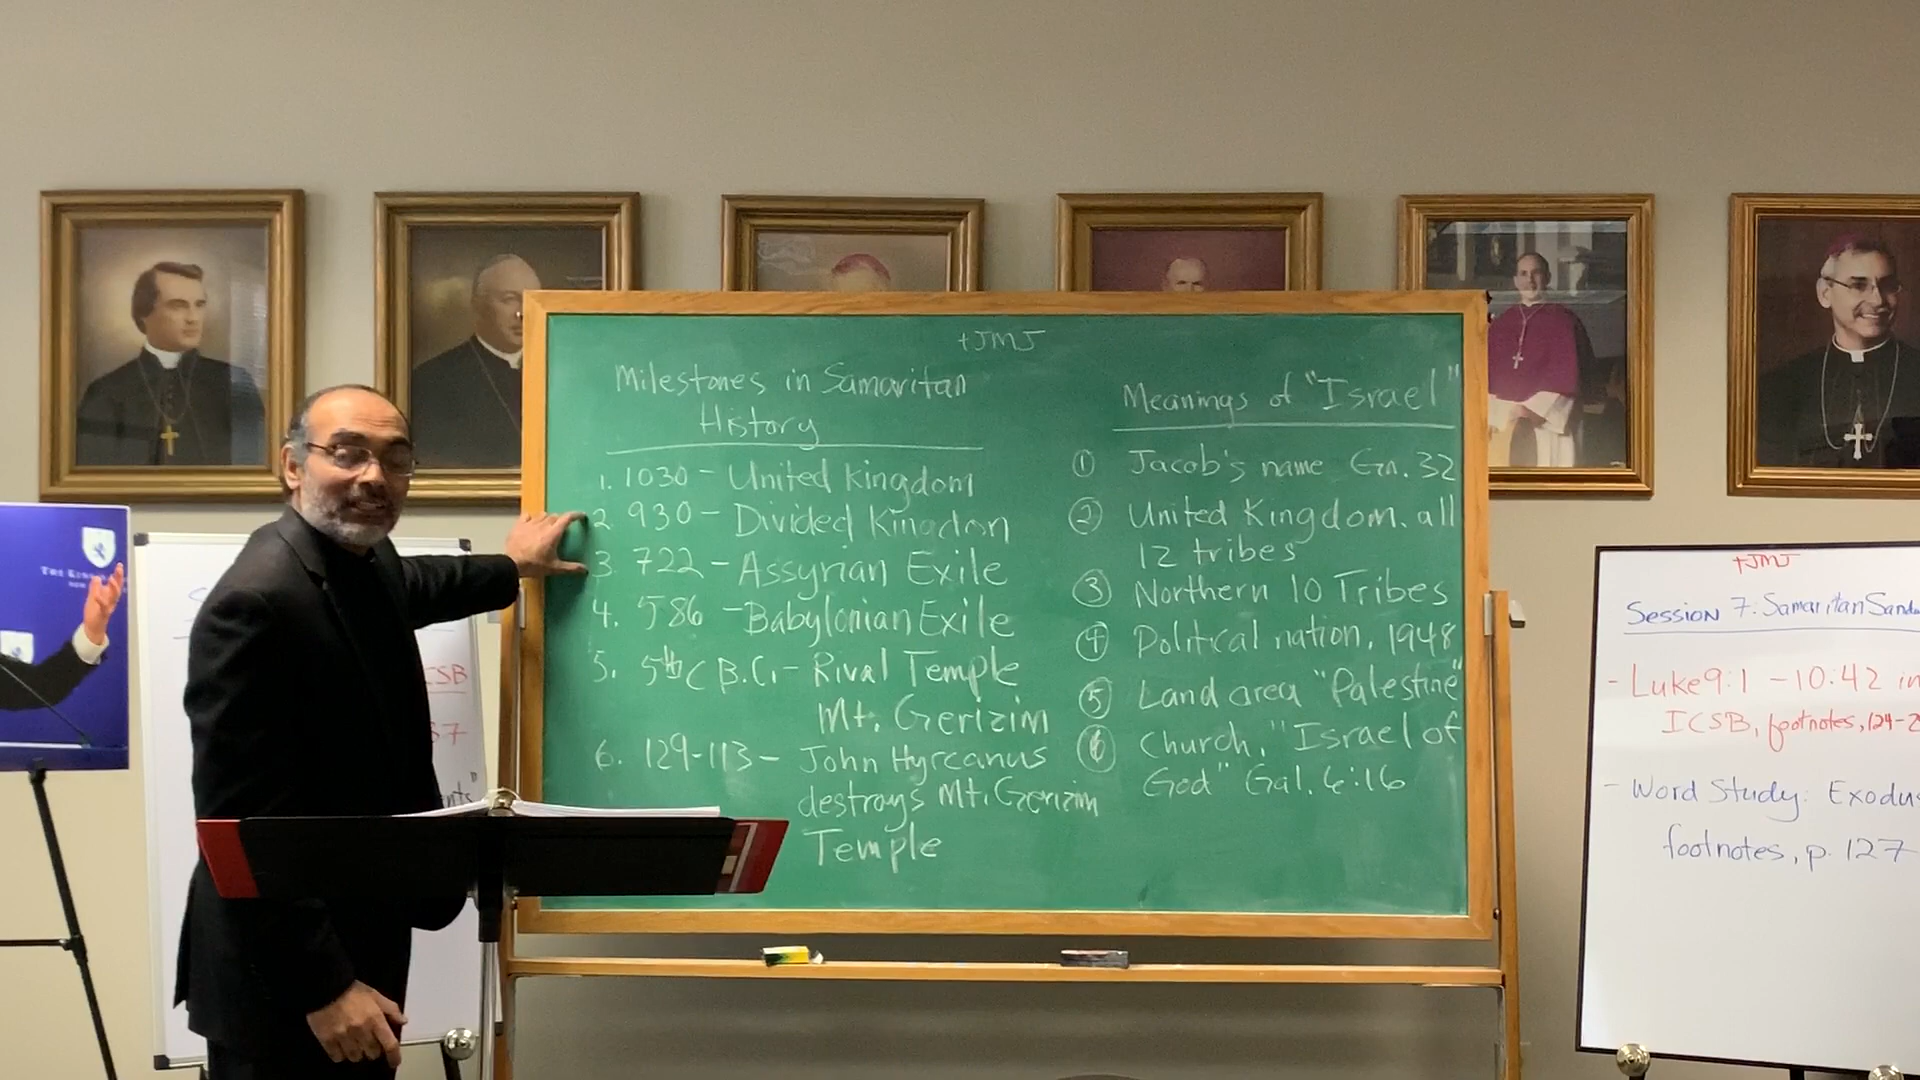 +JMJ
Milestones in Samaritan
History
1. 1030 - United Kingdom
2 930 - Divided Kingdom
3 722 - Assyrian Exile
4. 586 - Babylonian Exile
5. 5th C B.C. - Rival Temple
Mt. Gerizim
6. 129-113 - John Hyrcanus
destroys Mt. Gerizim
Temple
Meanings of "Israel"
① Jacob's name Gn. 32
② United Kingdom, all
12 tribes
③ Northern 10 Tribes
④ Political nation, 1948
⑤ Land area "Palestine"
⑥ Church, "Israel of
God" Gal. 6:16
+JMJ
Session 7: Samaritan
- Luke 9:1 - 10:42 in
ICSB, footnotes, 124-2
- Word Study: Exodus
footnotes, p. 127